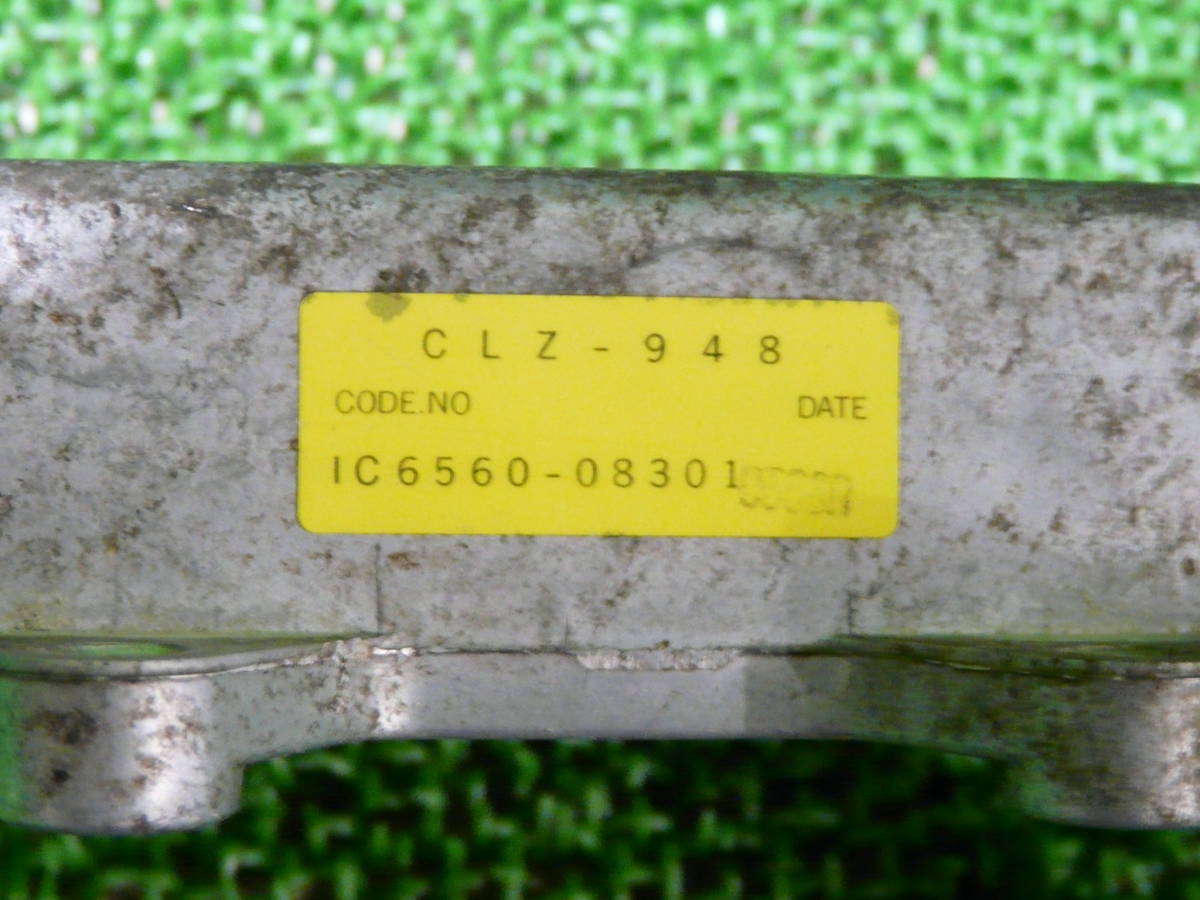 CLZ-948
CODE.NO DATE
IC6560-08301